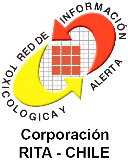 RED DE INFORMACIÓN
TOXICOLOGICA Y ALERTA
Corporación
RITA - CHILE